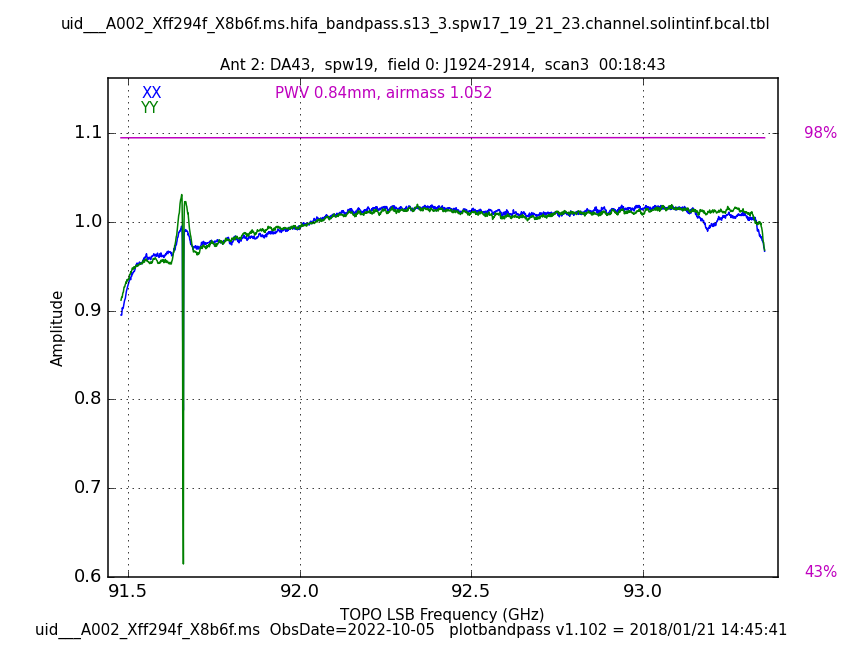 uid___A002_Xff294f_X8b6f.ms.hifa_bandpass.s13_3.spw17_19_21_23.channel.solintinf.bcal.tbl
Ant 2: DA43, spw19, field 0: J1924-2914, scan3 00:18:43
XX
PWV 0.84mm, airmass 1.052
YY
1.1
98%
1.0
0.9
Amplitude
0.8
0.7
0.6
43%
91.5 92.0 92.5 93.0
TOPO LSB Frequency (GHz)
uid___A002_Xff294f_X8b6f.ms ObsDate=2022-10-05 plotbandpass v1.102 = 2018/01/21 14:45:41